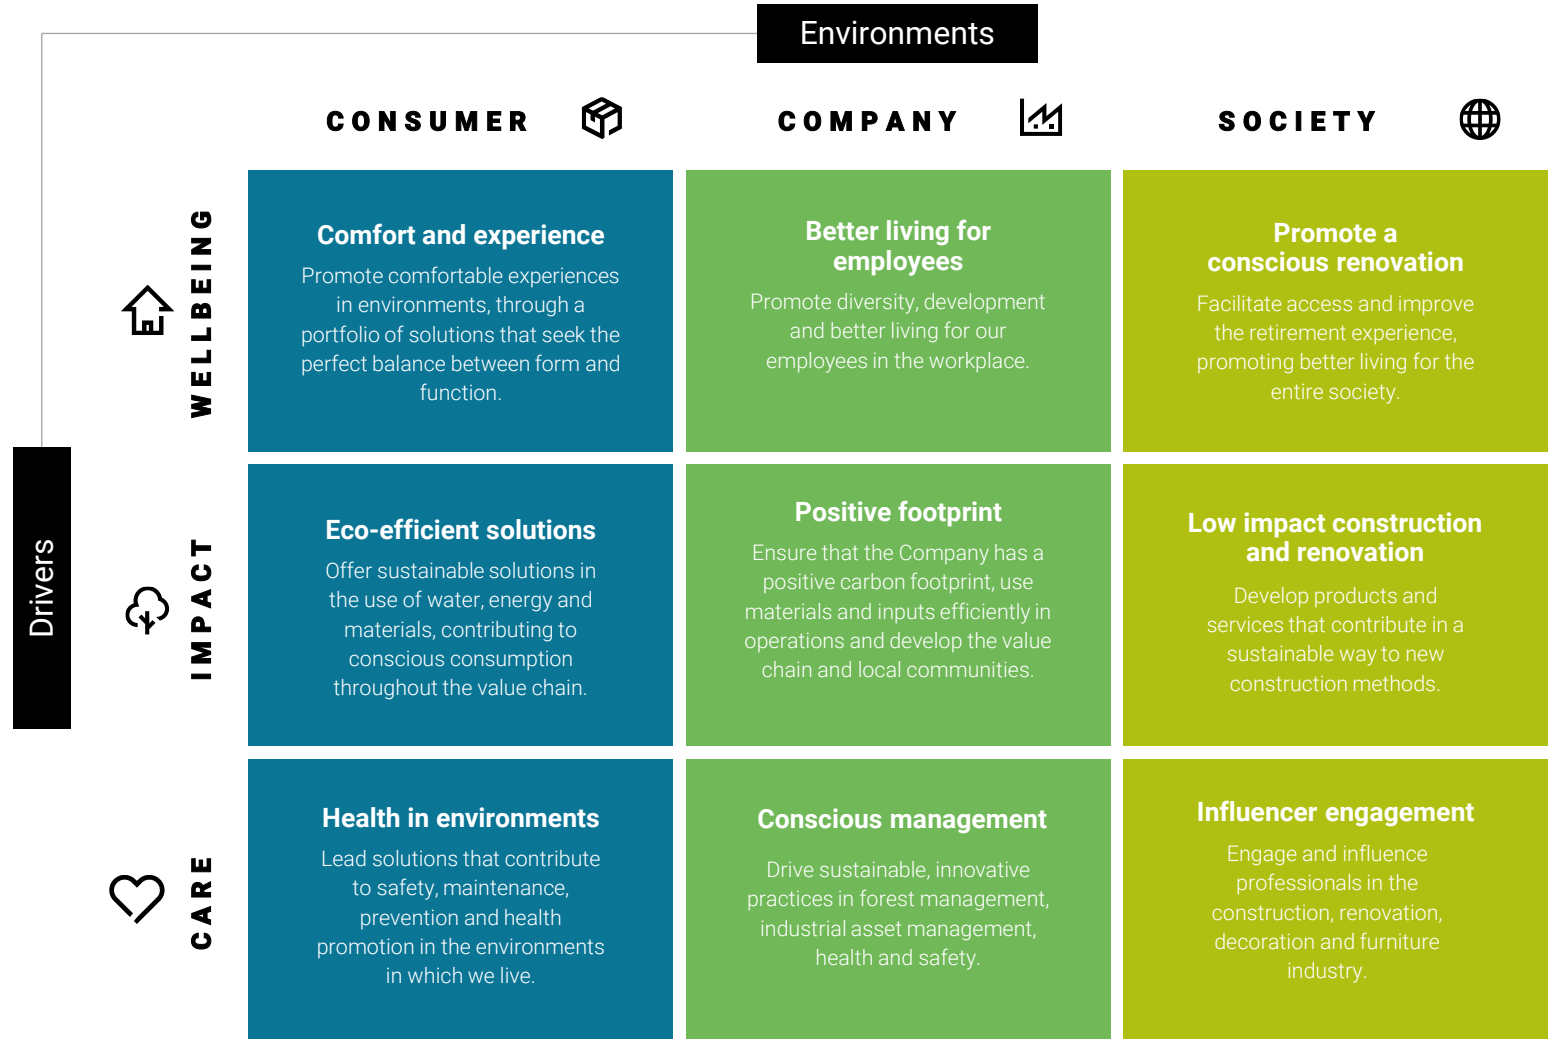 Environments
CONSUMER
COMPANY
SOCIETY
Drivers
WELLBEING
Comfort and experience
Promote comfortable experiences
in environments, through a
portfolio of solutions that seek the
perfect balance between form and
function.
Better living for
employees
Promote diversity, development
and better living for our
employees in the workplace.
Promote a
conscious renovation
Facilitate access and improve
the retirement experience,
promoting better living for the
entire society.
IMPACT
Eco-efficient solutions
Offer sustainable solutions in
the use of water, energy and
materials, contributing to
conscious consumption
throughout the value chain.
Positive footprint
Ensure that the Company has a
positive carbon footprint, use
materials and inputs efficiently in
operations and develop the value
chain and local communities.
Low impact construction
and renovation
Develop products and
services that contribute in a
sustainable way to new
construction methods.
CARE
Health in environments
Lead solutions that contribute
to safety, maintenance,
prevention and health
promotion in the environments
in which we live.
Conscious management
Drive sustainable, innovative
practices in forest management,
industrial asset management,
health and safety.
Influencer engagement
Engage and influence
professionals in the
construction, renovation,
decoration and furniture
industry.